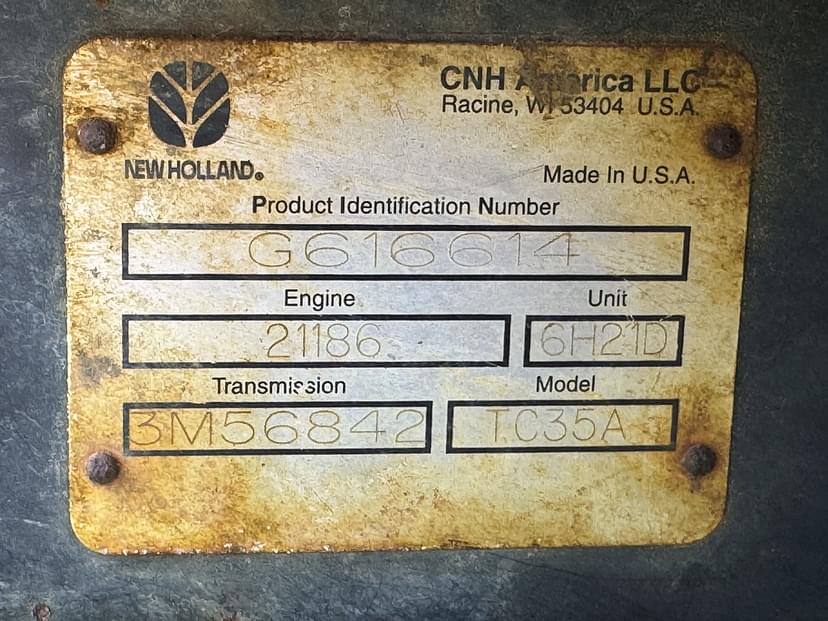 CNH America LLC
Racine, WI 53404 U.S.A.
NEW HOLLAND®
Made In U.S.A.
Product Identification Number
G616614
Engine Unit
21186 6H21D
Transmission Model
3M56842 TC35A